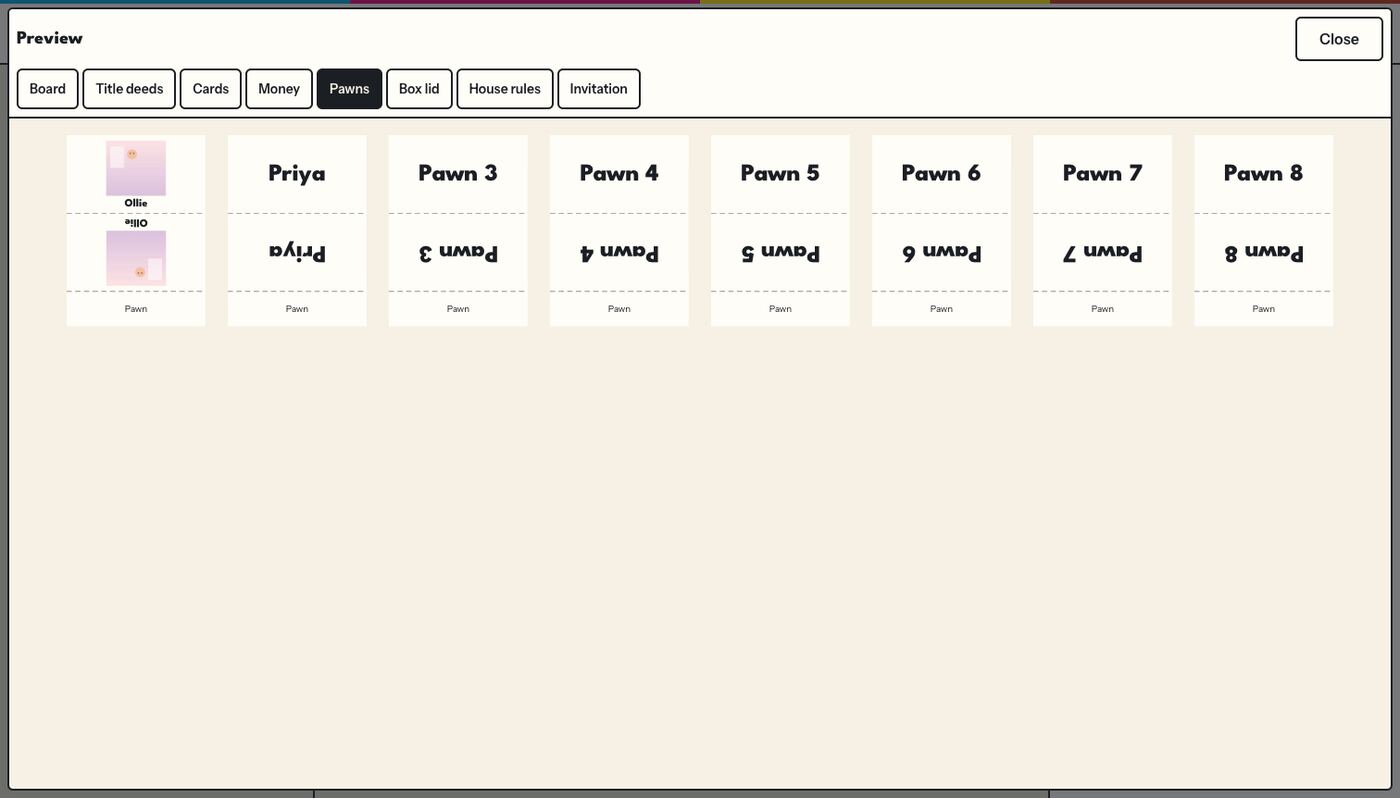 Preview
Close
Board
Title deeds
Cards
Money
Pawns
Box lid
House rules
Invitation
Ollie
Ollie
Pawn
Priya
Priya
Pawn
Pawn 3
Pawn 3
Pawn
Pawn 4
Pawn 4
Pawn
Pawn 5
Pawn 5
Pawn
Pawn 6
Pawn 6
Pawn
Pawn 7
Pawn 7
Pawn
Pawn 8
Pawn 8
Pawn